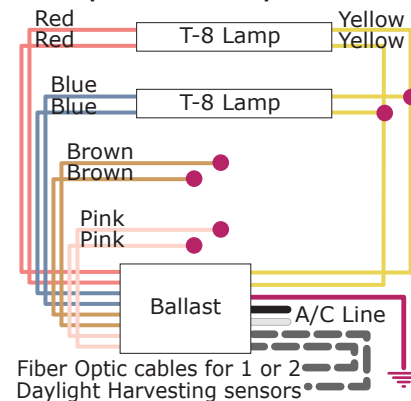 Red
Yellow
Red
T-8 Lamp
Yellow
Blue
Blue
T-8 Lamp
Brown
Brown
Pink
Pink
Ballast
A/C Line
Fiber Optic cables for 1 or 2
Daylight Harvesting sensors